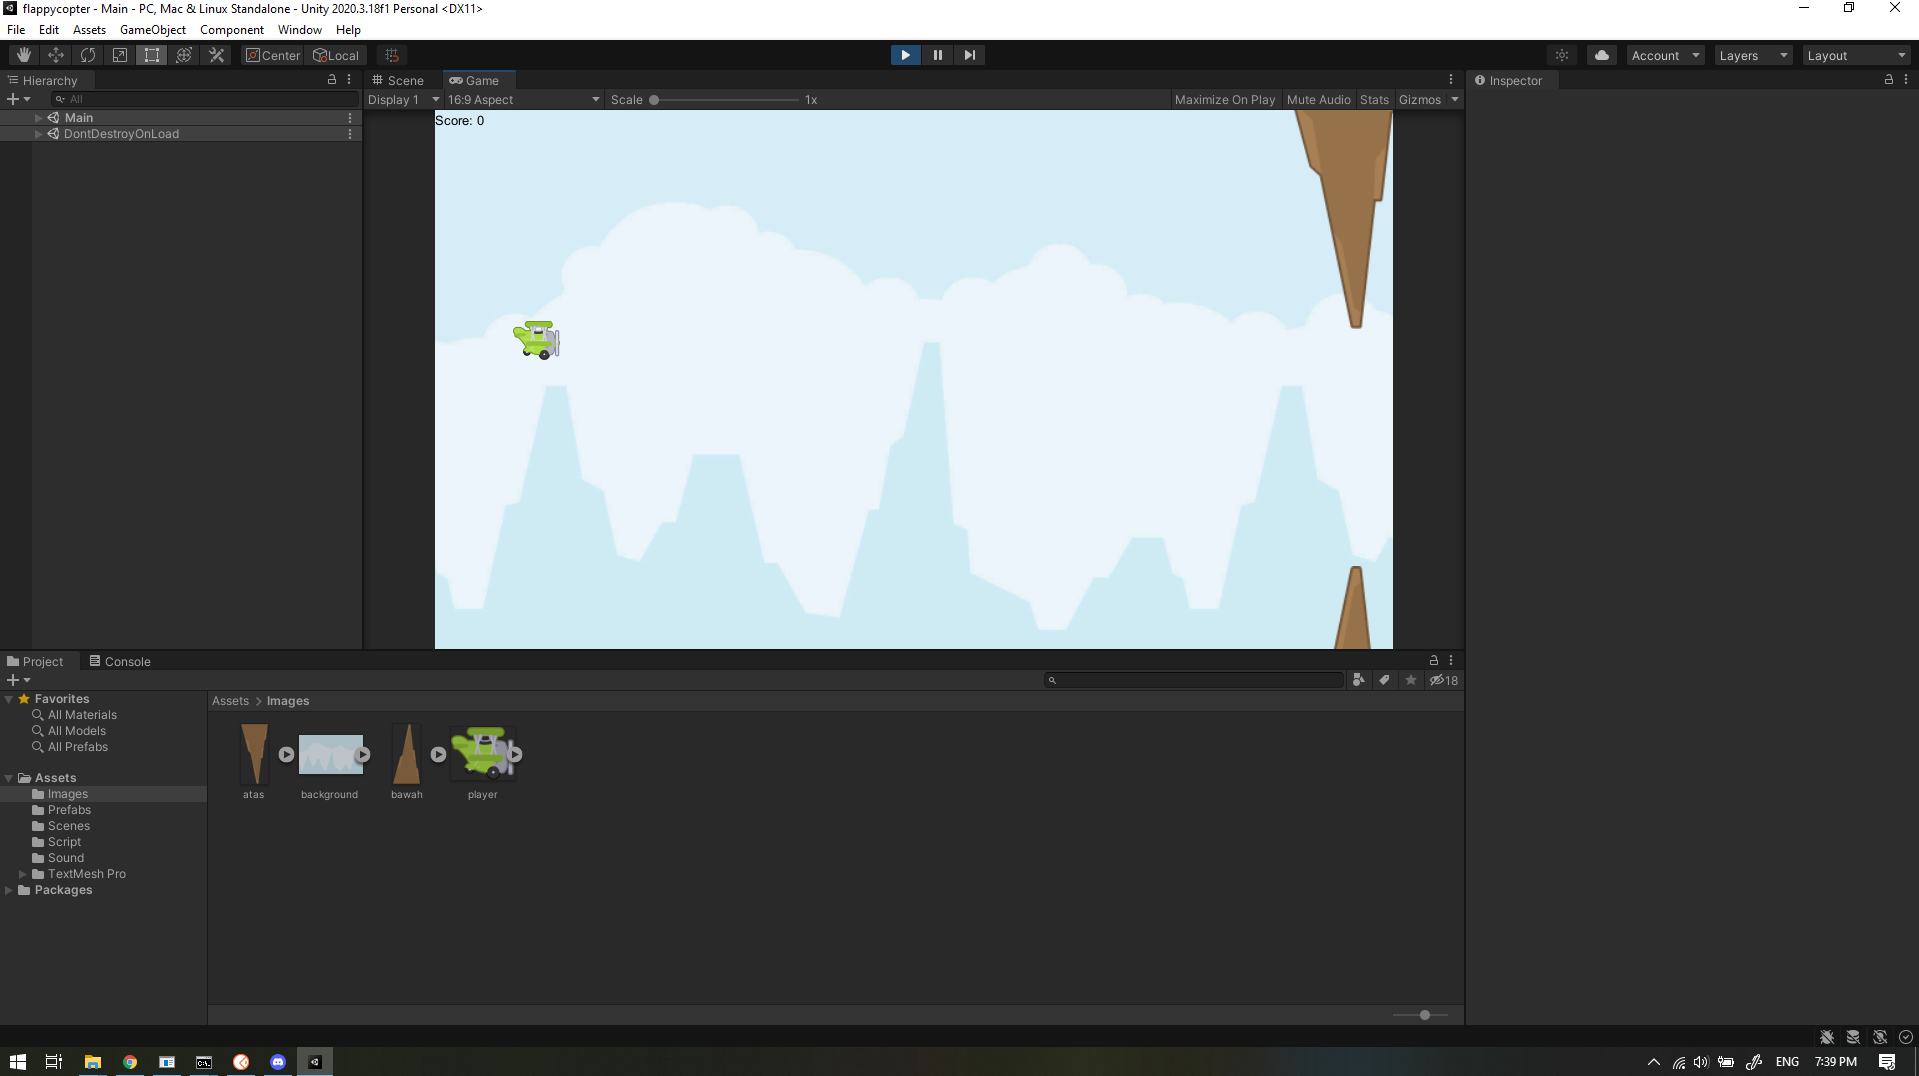 flappycopter - Main - PC, Mac & Linux Standalone - Unity 2020.3.18f1 Personal <DX11>
File Edit Assets GameObject Component Window Help
Center Local Account Layers Layout
Hierarchy Scene Game Inspector
All Display 1 16:9 Aspect Scale 1x Maximize On Play Mute Audio Stats Gizmos
Main
DontDestroyOnLoad
Score: 0
Project Console
18
Favorites
All Materials
All Models
All Prefabs
Assets
Images
Prefabs
Scenes
Script
Sound
TextMesh Pro
Packages
Assets > Images
atas background bawah player
ENG 7:39 PM